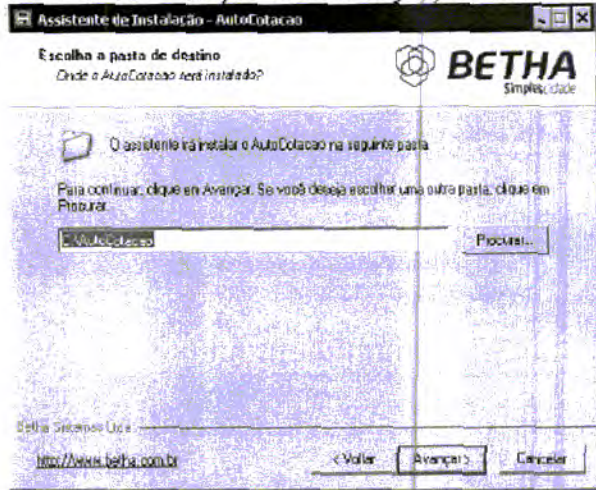 Assistente de Instalação - AutoCotacao
Escolha a pasta de destino
Onde o AutoCotacao será instalado?
BETHA
Simplescidade
O assistente irá instalar o AutoCotacao na seguinte pasta
Para continuar, clique em Avançar. Se você deseja escolher uma outra pasta, clique em
Procurar.
C:\AutoCotacao
Procurar...
Betha Sistemas Ltda
http://www.betha.com.br
< Voltar
Avançar >
Cancelar